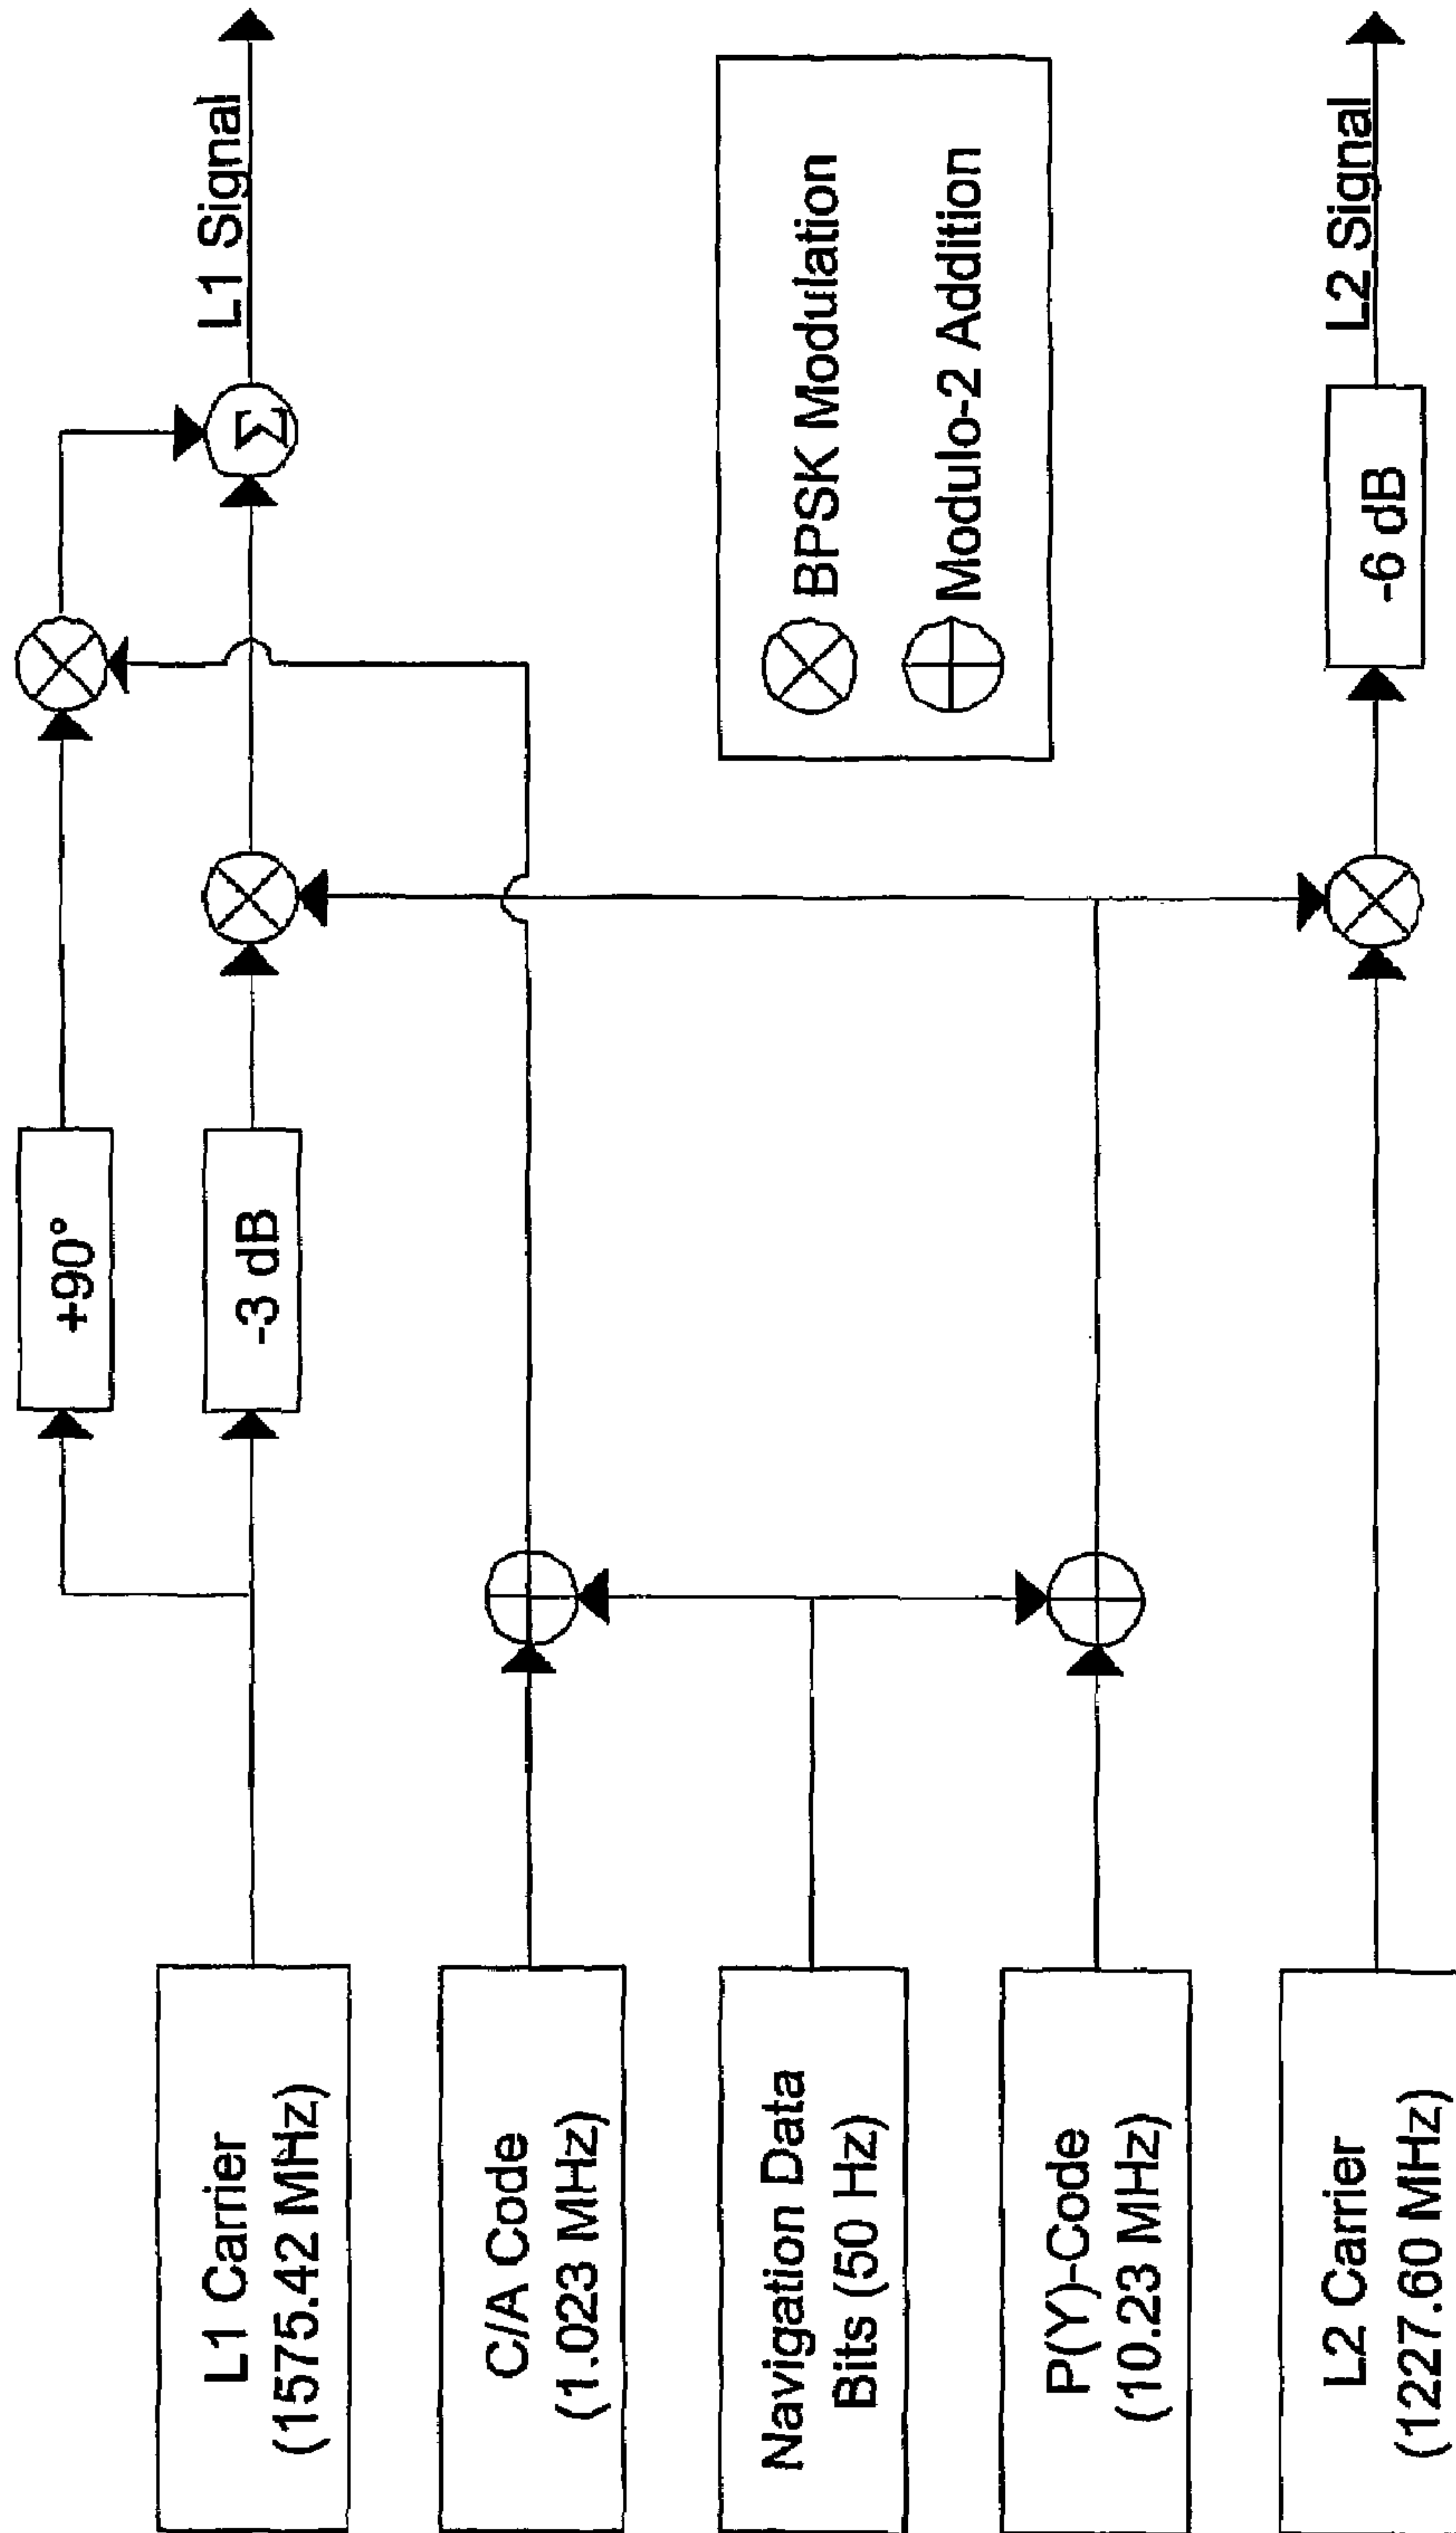 L1 Carrier
(1575.42 MHz)
C/A Code
(1.023 MHz)
Navigation Data
Bits (50 Hz)
P(Y)-Code
(10.23 MHz)
L2 Carrier
(1227.60 MHz)
+90°
-3 dB
Σ
L1 Signal
BPSK Modulation
Modulo-2 Addition
-6 dB
L2 Signal